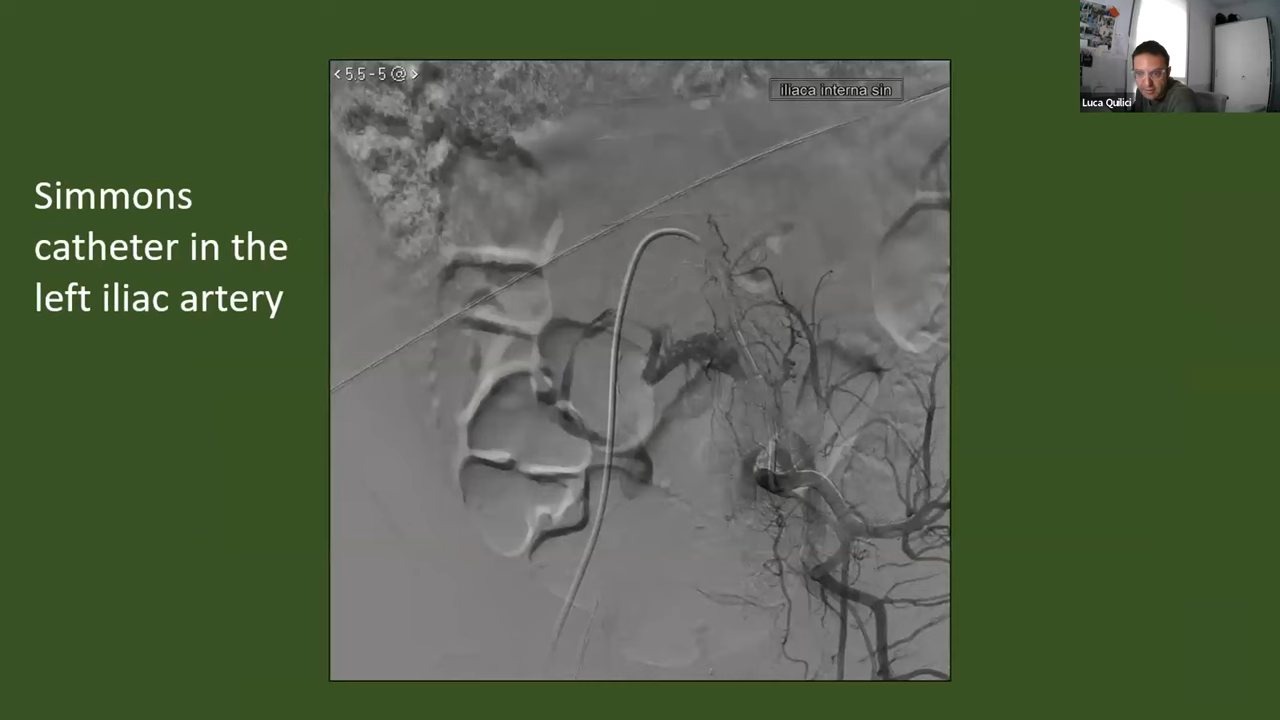 Simmons
catheter in the
left iliac artery
< 5.5 - 5 @ >
iliaca interna sin
Luca Quilici